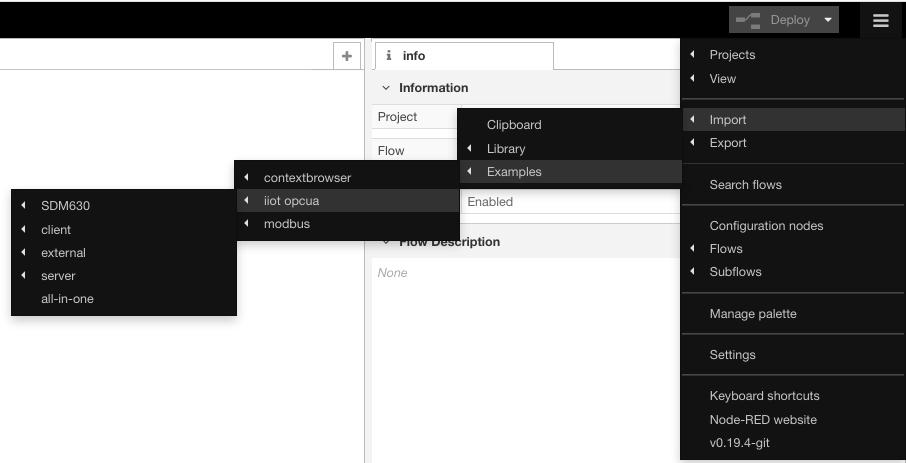 Deploy
info
Information
Project
Flow
Enabled
Flow Description
None
Projects
View
Import
Export
Search flows
Configuration nodes
Flows
Subflows
Manage palette
Settings
Keyboard shortcuts
Node-RED website
v0.19.4-git
Clipboard
Library
Examples
contextbrowser
iiot opcua
modbus
SDM630
client
external
server
all-in-one